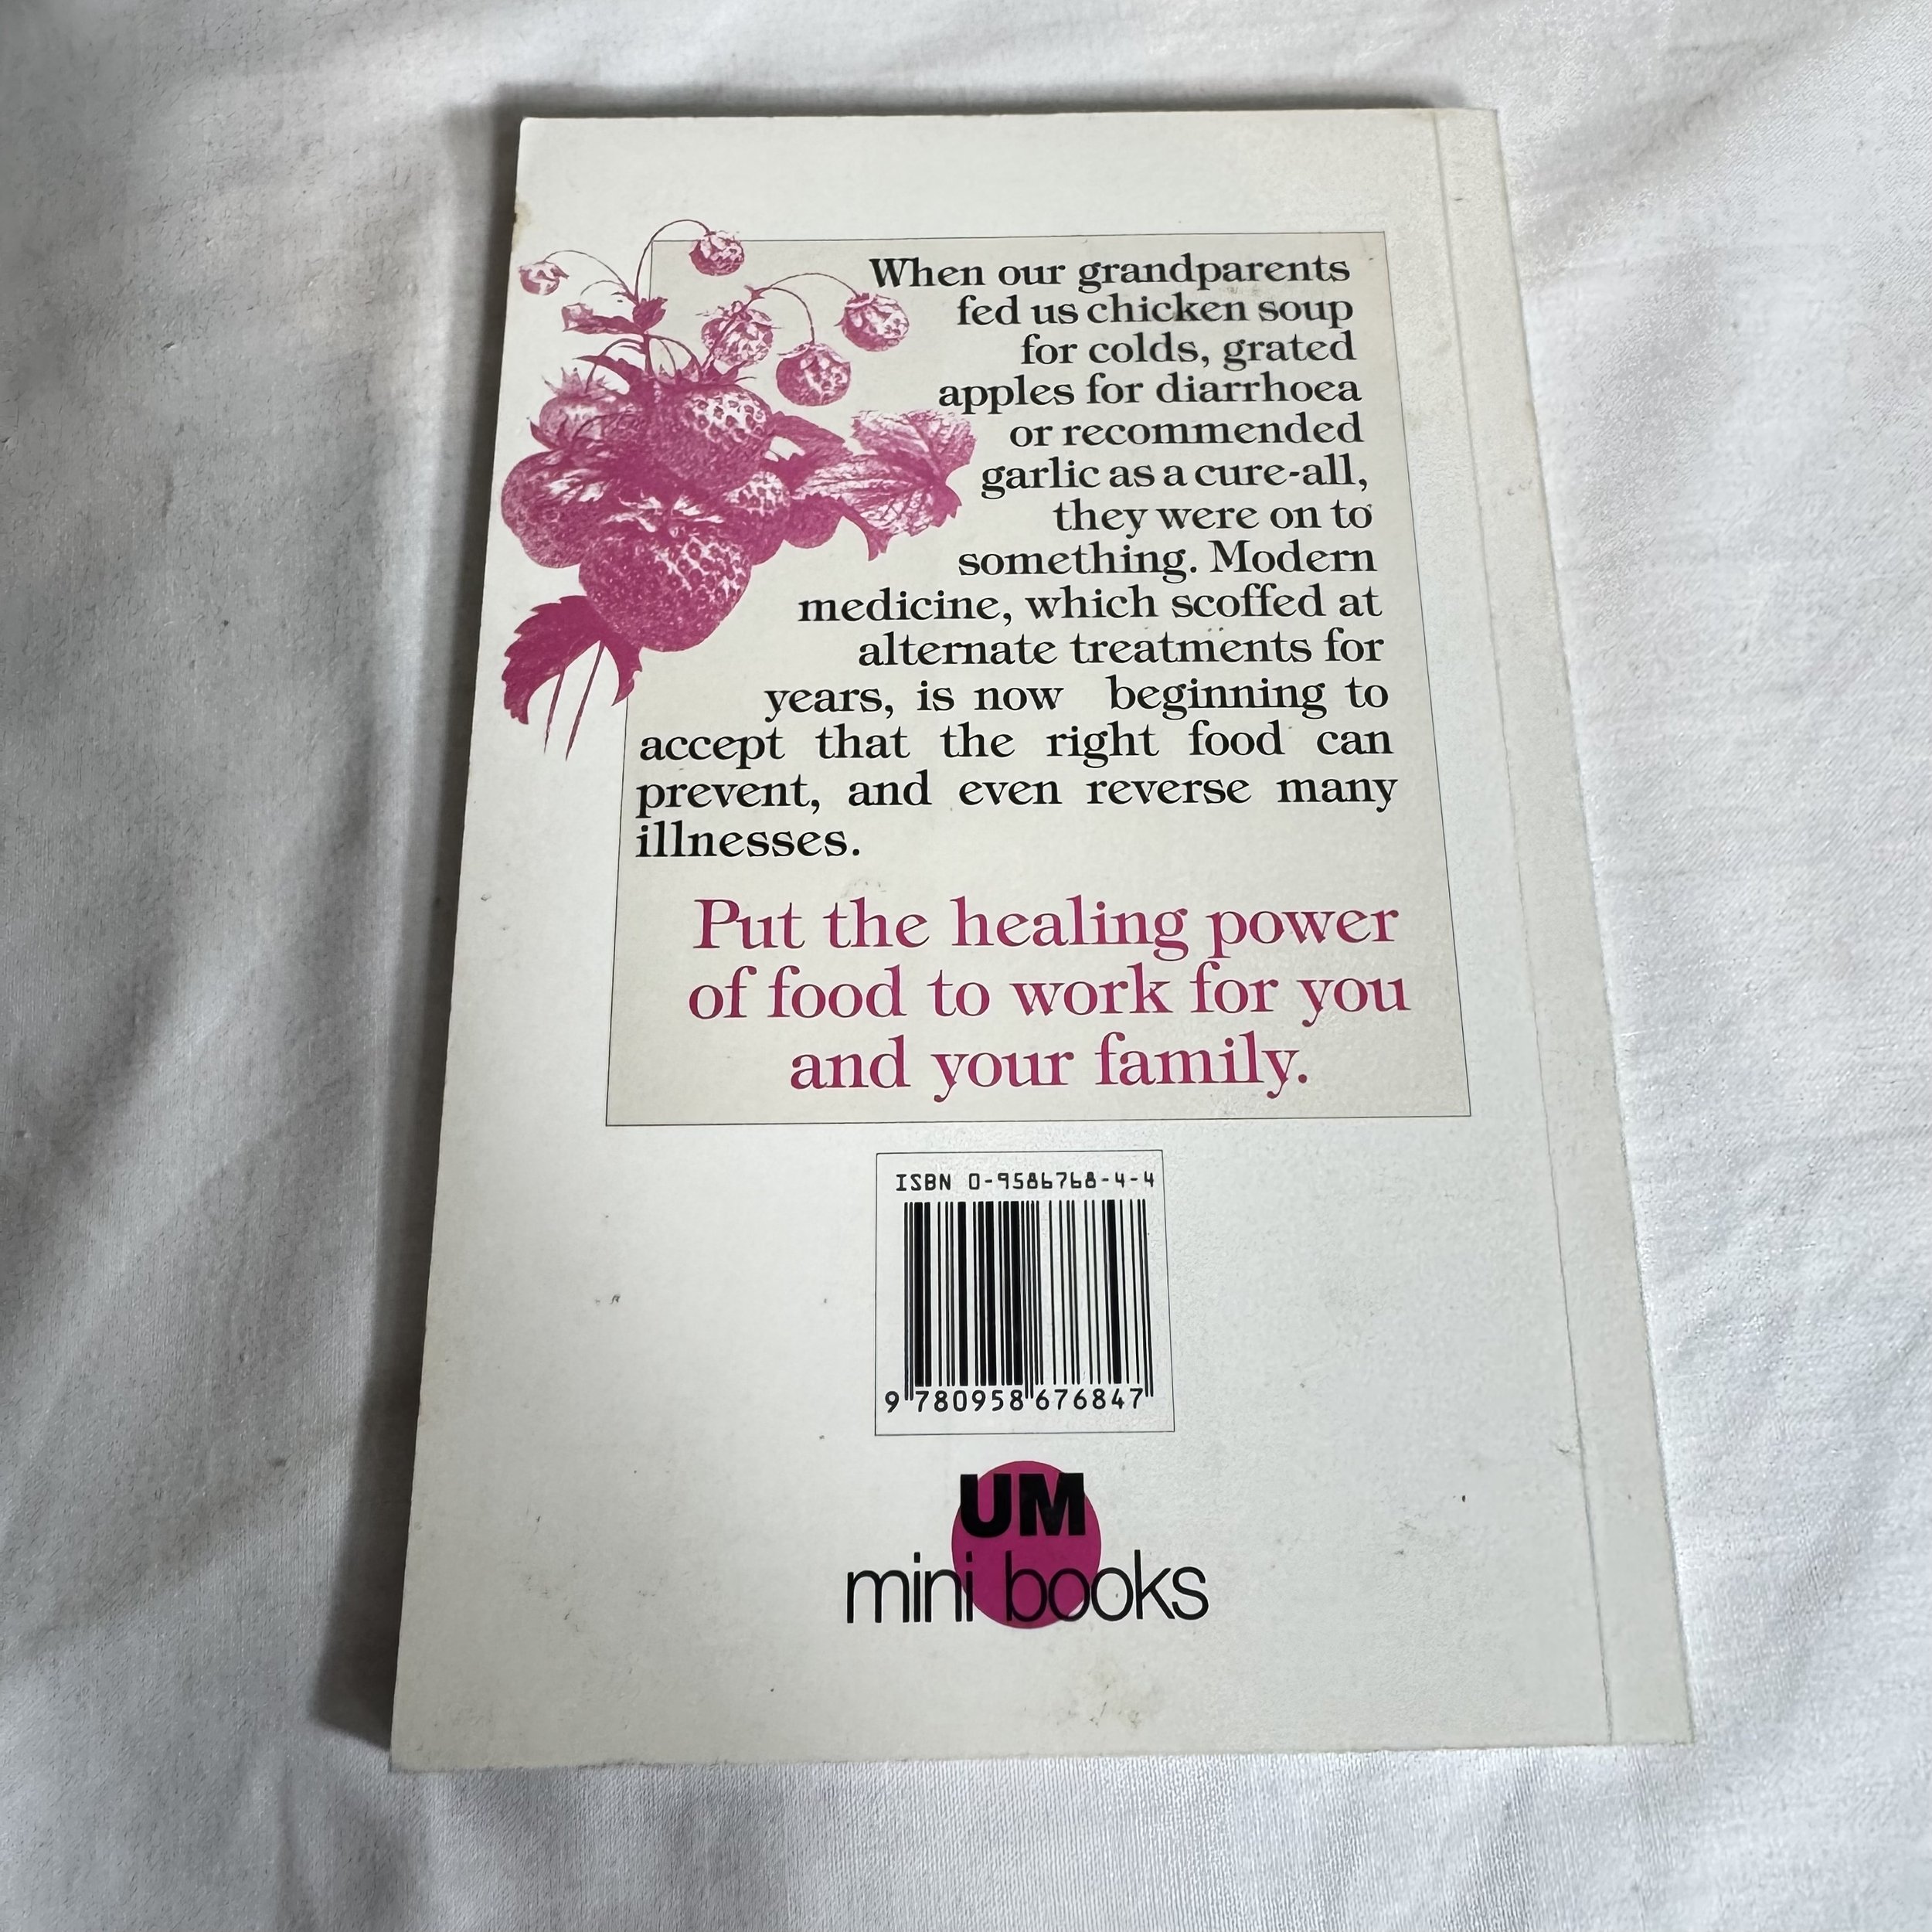 When our grandparents
fed us chicken soup
for colds, grated
apples for diarrhoea
or recommended
garlic as a cure-all,
they were on to
something. Modern
medicine, which scoffed at
alternate treatments for
years, is now beginning to
accept that the right food can
prevent, and even reverse many
illnesses.
Put the healing power
of food to work for you
and your family.
ISBN 0-9586768-4-4
9 780958 676847
UM
mini books